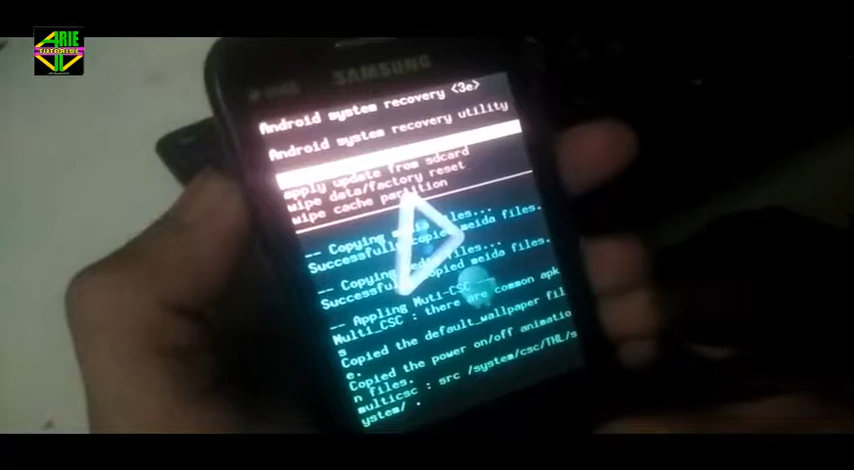 ARIE
TUTORIAL
SAMSUNG
Android system recovery <3e>
Android system recovery utility
apply update from sdcard
wipe data/factory reset
wipe cache partition
-- Copying files...
Successfully copied meida files.
-- Copying files...
Successfully copied meida files.
-- Appling Muti-CSC
Multi_CSC : there are common apk
s
Copied the default_wallpaper fil
e.
Copied the power on/off animatio
n files.
multicsc : src /system/csc/THL/s
ystem/ .